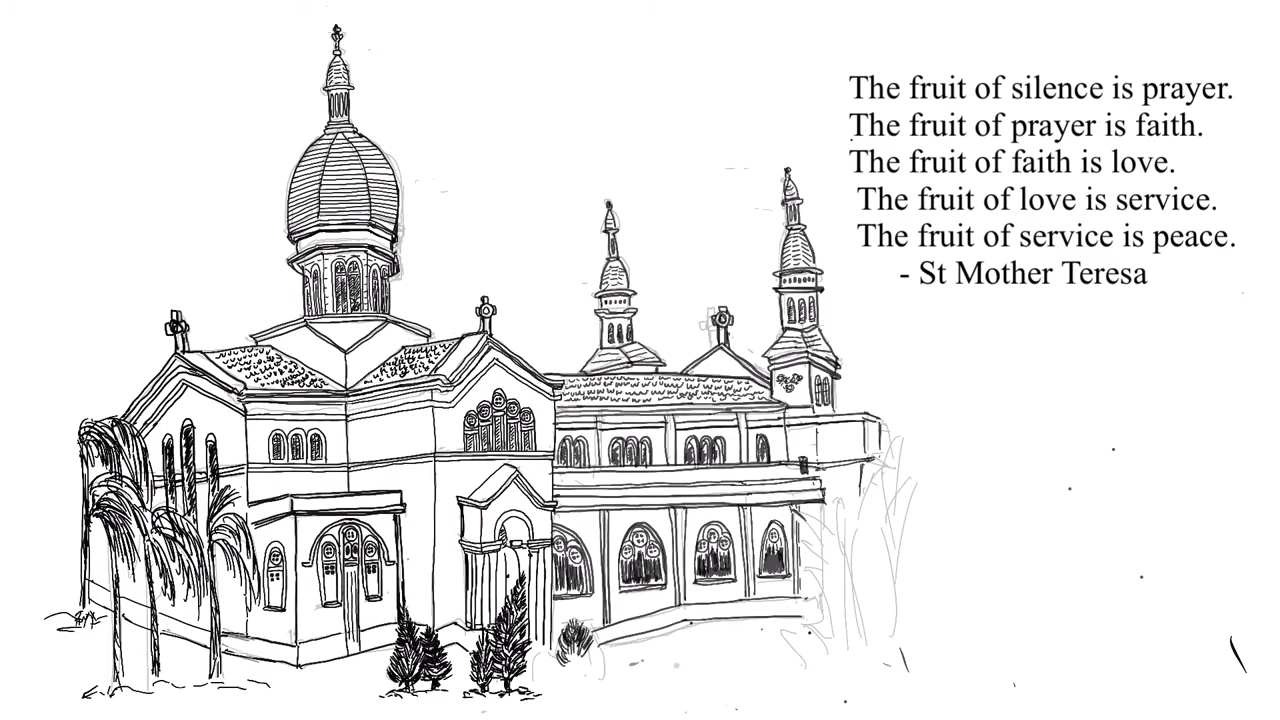 The fruit of silence is prayer.
The fruit of prayer is faith.
The fruit of faith is love.
The fruit of love is service.
The fruit of service is peace.
- St Mother Teresa